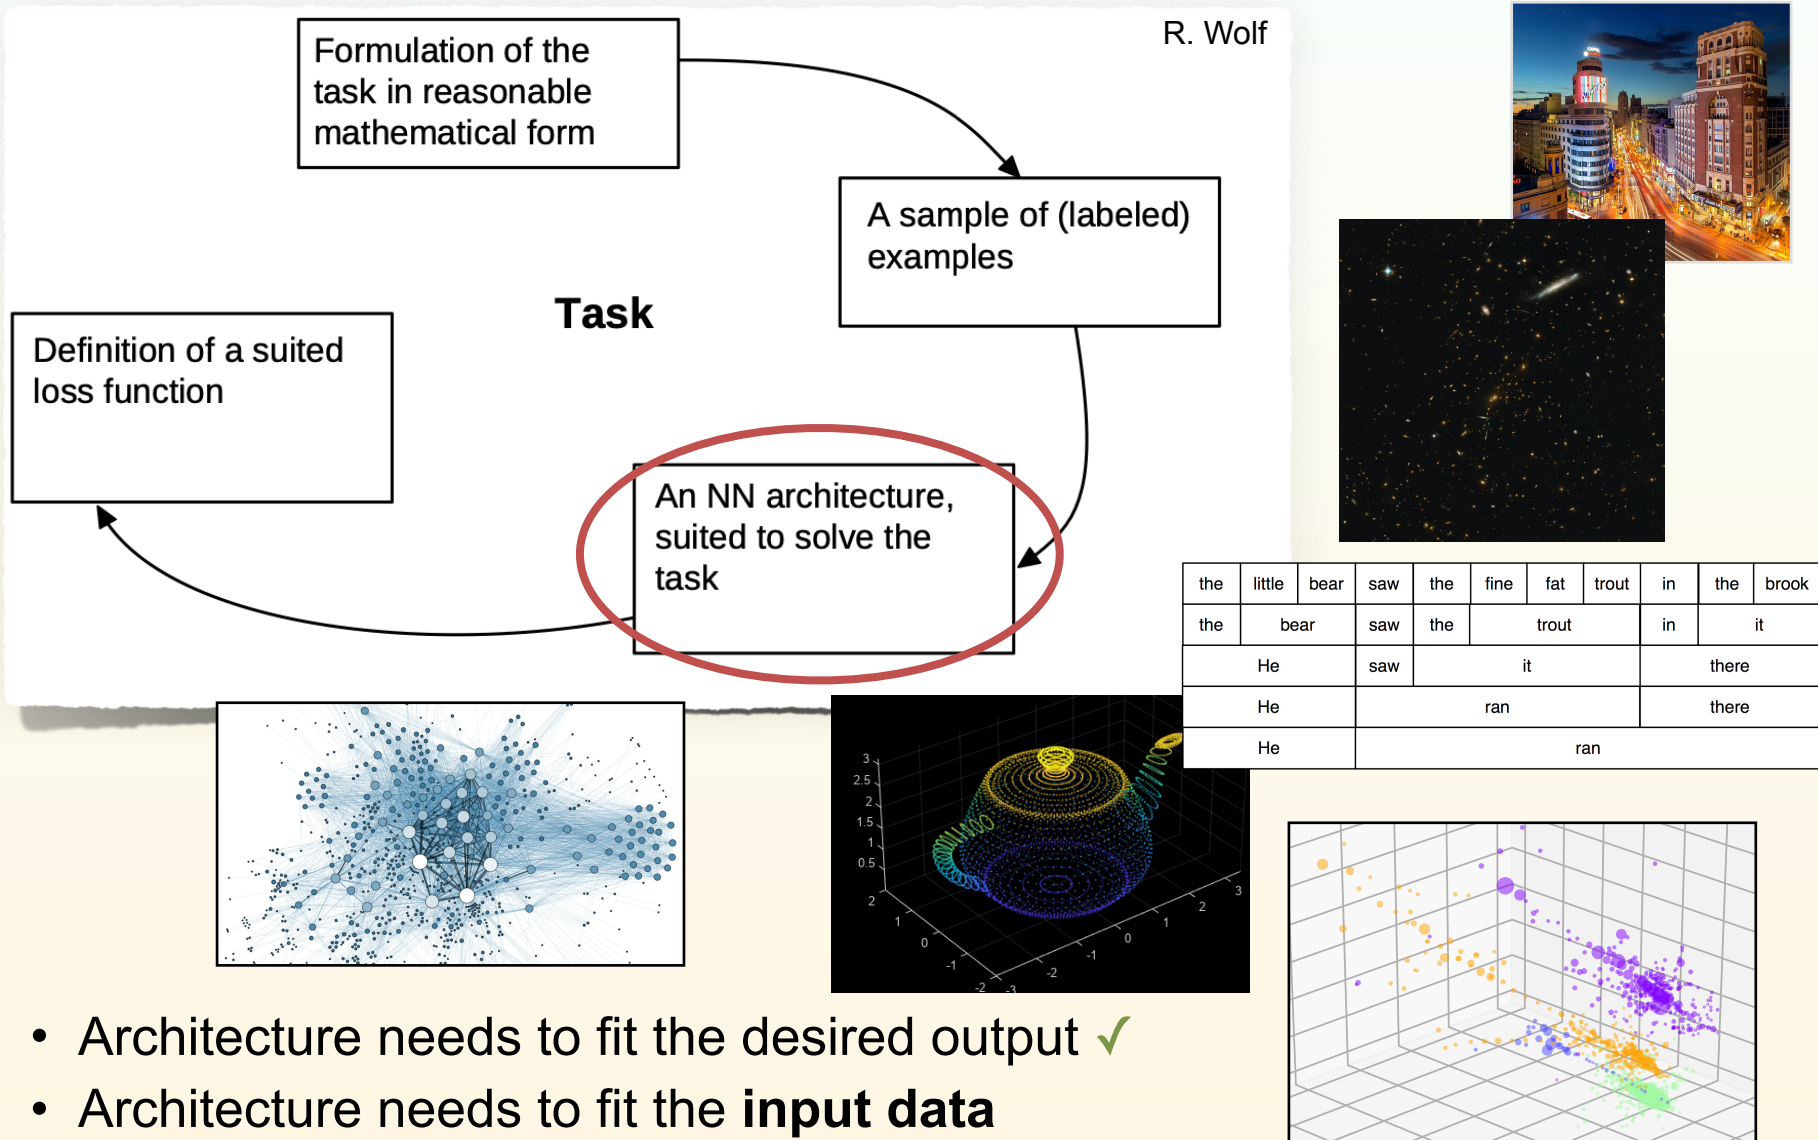 R. Wolf
Formulation of the
task in reasonable
mathematical form
A sample of (labeled)
examples
Task
Definition of a suited
loss function
An NN architecture,
suited to solve the
task
the little bear saw the fine fat trout in the brook
the bear saw the trout in it
He saw it there
He ran there
He ran
3
2.5
2
1.5
1
0.5
2
1
0
-1
-2
-3
-2
-1
0
1
2
3
• Architecture needs to fit the desired output ✓
• Architecture needs to fit the input data